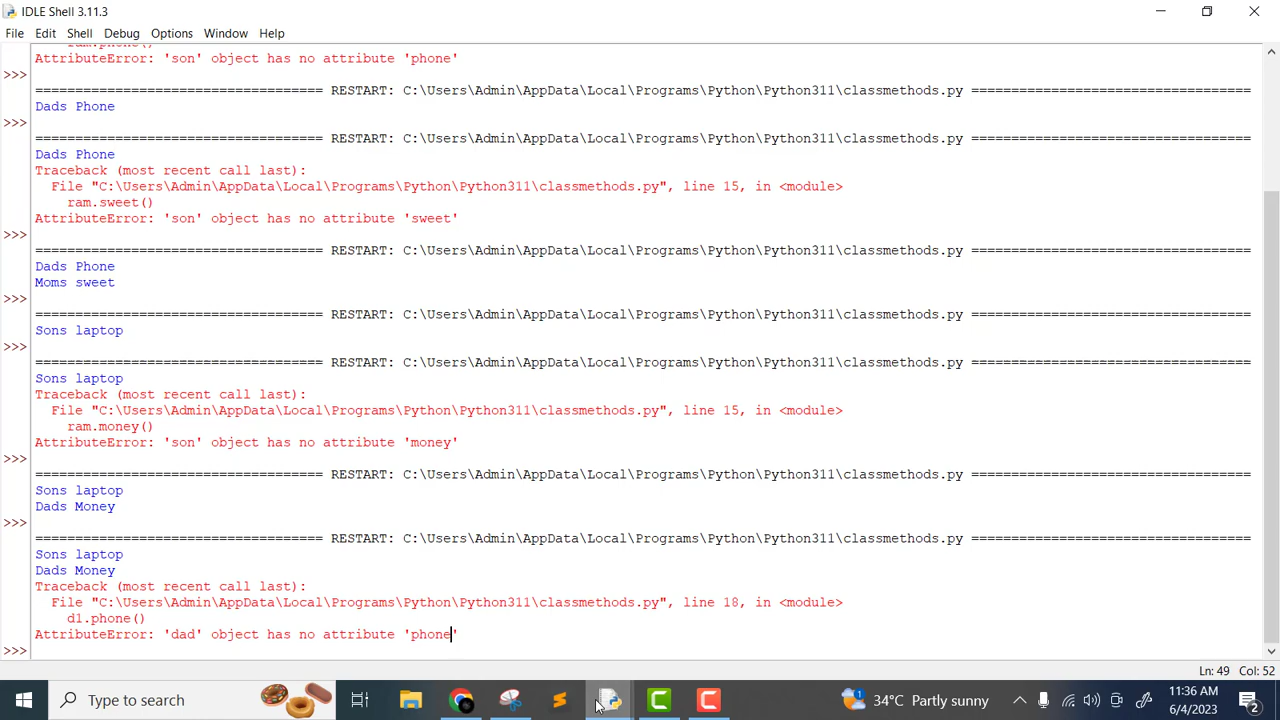 IDLE Shell 3.11.3
File Edit Shell Debug Options Window Help
ram.phone()
AttributeError: 'son' object has no attribute 'phone'
>>>
==================================== RESTART: C:\Users\Admin\AppData\Local\Programs\Python\Python311\classmethods.py ===================================
Dads Phone
>>>
==================================== RESTART: C:\Users\Admin\AppData\Local\Programs\Python\Python311\classmethods.py ===================================
Dads Phone
Traceback (most recent call last):
File "C:\Users\Admin\AppData\Local\Programs\Python\Python311\classmethods.py", line 15, in <module>
ram.sweet()
AttributeError: 'son' object has no attribute 'sweet'
>>>
==================================== RESTART: C:\Users\Admin\AppData\Local\Programs\Python\Python311\classmethods.py ===================================
Dads Phone
Moms sweet
>>>
==================================== RESTART: C:\Users\Admin\AppData\Local\Programs\Python\Python311\classmethods.py ===================================
Sons laptop
>>>
==================================== RESTART: C:\Users\Admin\AppData\Local\Programs\Python\Python311\classmethods.py ===================================
Sons laptop
Traceback (most recent call last):
File "C:\Users\Admin\AppData\Local\Programs\Python\Python311\classmethods.py", line 15, in <module>
ram.money()
AttributeError: 'son' object has no attribute 'money'
>>>
==================================== RESTART: C:\Users\Admin\AppData\Local\Programs\Python\Python311\classmethods.py ===================================
Sons laptop
Dads Money
>>>
==================================== RESTART: C:\Users\Admin\AppData\Local\Programs\Python\Python311\classmethods.py ===================================
Sons laptop
Dads Money
Traceback (most recent call last):
File "C:\Users\Admin\AppData\Local\Programs\Python\Python311\classmethods.py", line 18, in <module>
d1.phone()
AttributeError: 'dad' object has no attribute 'phone'
>>>
Ln: 49 Col: 52
Type here to search
34°C Partly sunny
11:36 AM
6/4/2023
2